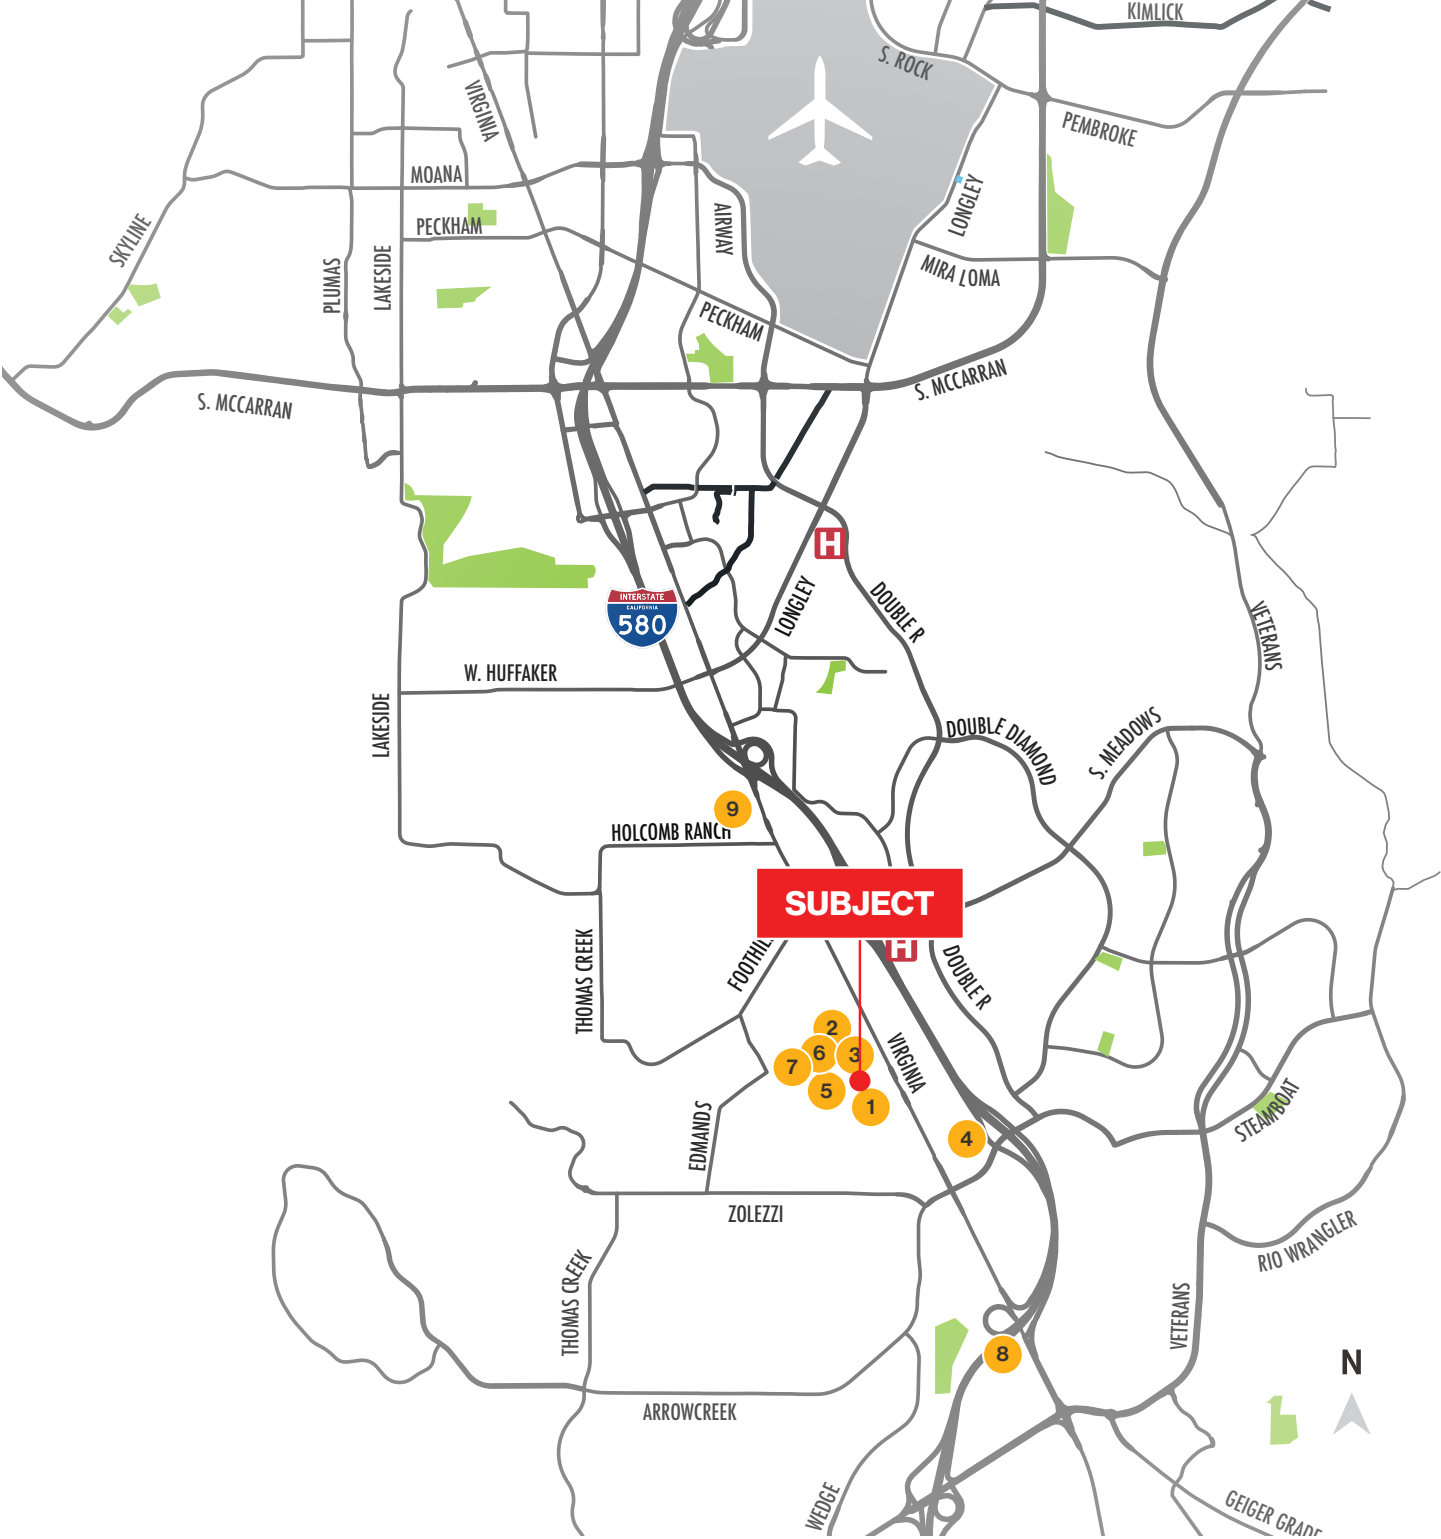 KIMLICK
S. ROCK
VIRGINIA
PEMBROKE
MOANA
LONGLEY
AIRWAY
PECKHAM
SKYLINE
PLUMAS
LAKESIDE
MIRA LOMA
PECKHAM
S. MCCARRAN
S. MCCARRAN
H
INTERSTATE
CALIFORNIA
580
LONGLEY
DOUBLE R
VETERANS
W. HUFFAKER
LAKESIDE
DOUBLE DIAMOND
S. MEADOWS
9
HOLCOMB RANCH
SUBJECT
H
THOMAS CREEK
DOUBLE R
2
6
3
7
5
1
VIRGINIA
4
EDMANDS
STEAMBOAT
ZOLEZZI
RIO WRANGLER
THOMAS CREEK
VETERANS
8
N
ARROWCREEK
WEDGE
GEIGER GRADE